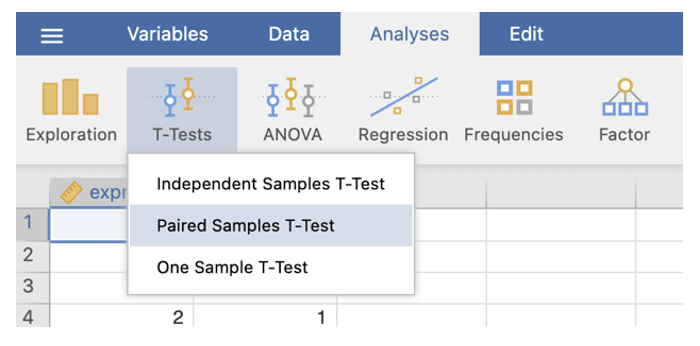 Variables Data Analyses Edit
Exploration T-Tests ANOVA Regression Frequencies Factor
Independent Samples T-Test
expr
1
Paired Samples T-Test
2
One Sample T-Test
3
4 2 1